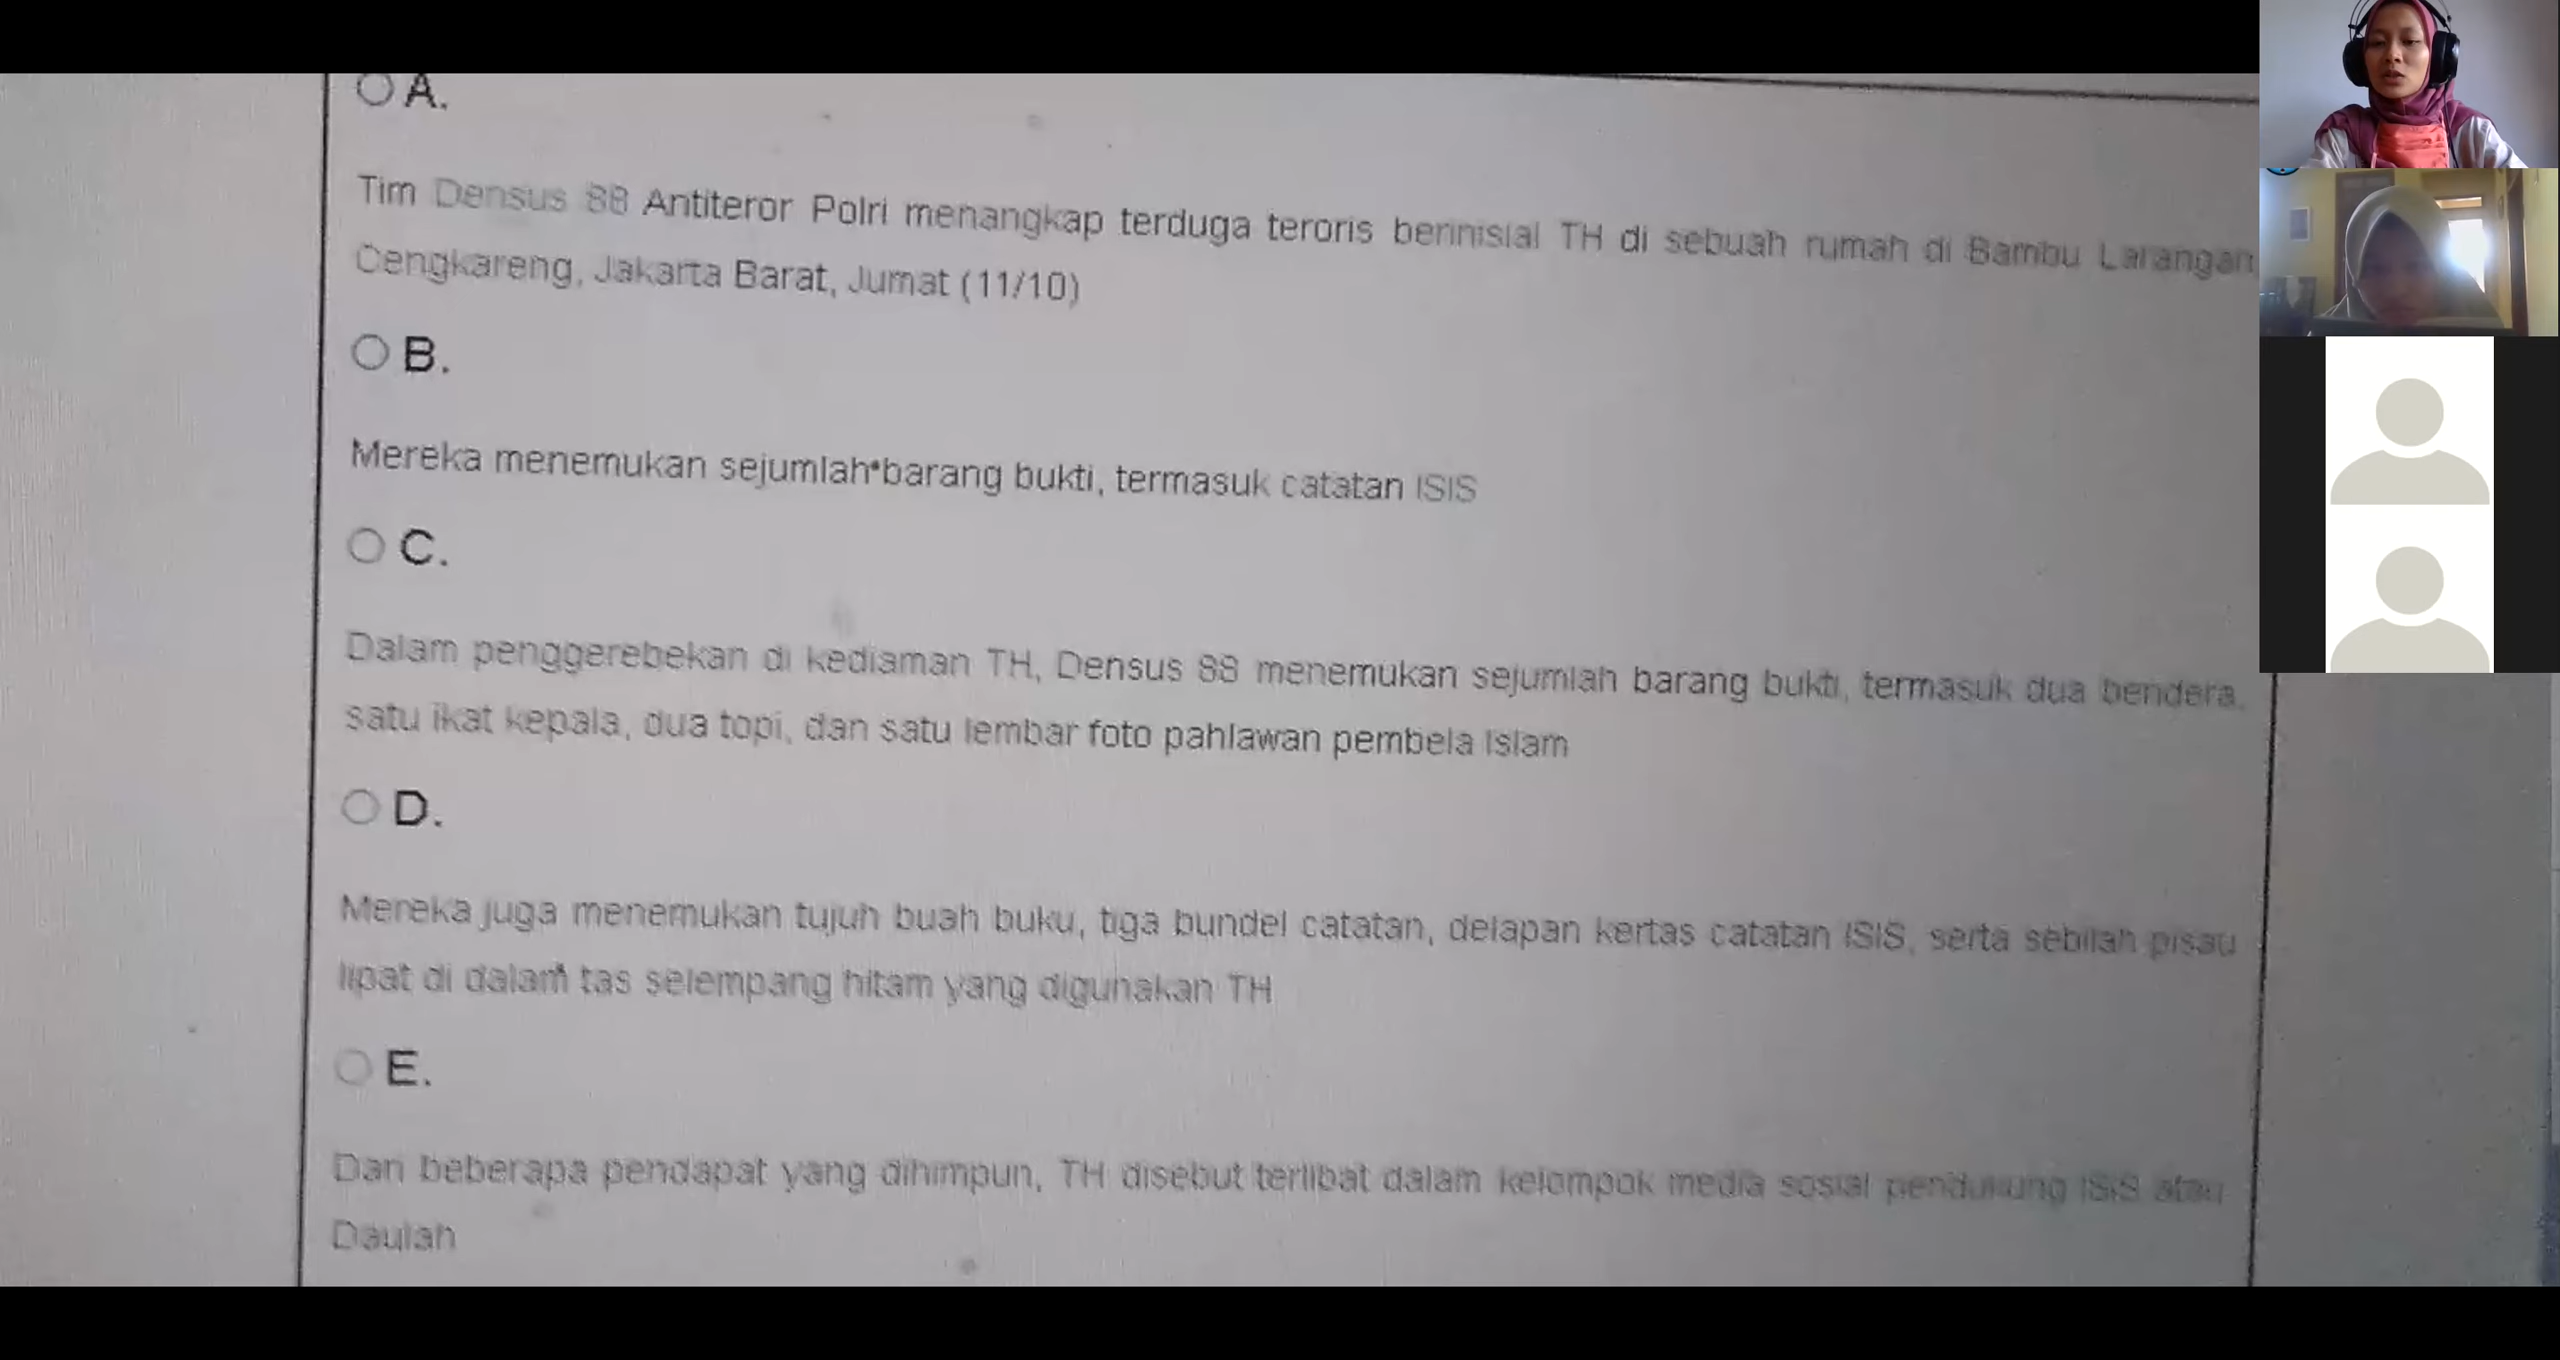 A.
Tim Densus 88 Antiteror Polri menangkap terduga teroris berinisial TH di sebuah rumah di Bambu Larangan
Cengkareng, Jakarta Barat, Jumat (11/10)
B.
Mereka menemukan sejumlah barang bukti, termasuk catatan ISIS
C.
Dalam penggerebekan di kediaman TH, Densus 88 menemukan sejumlah barang bukti, termasuk dua bendera,
satu ikat kepala, dua topi, dan satu lembar foto pahlawan pembela Islam
D.
Mereka juga menemukan tujuh buah buku, tiga bundel catatan, delapan kertas catatan ISIS, serta sebilah pisau
lipat di dalam tas selempang hitam yang digunakan TH
E.
Dari beberapa pendapat yang dihimpun, TH disebut terlibat dalam kelompok media sosial pendukung ISIS atau
Daulah